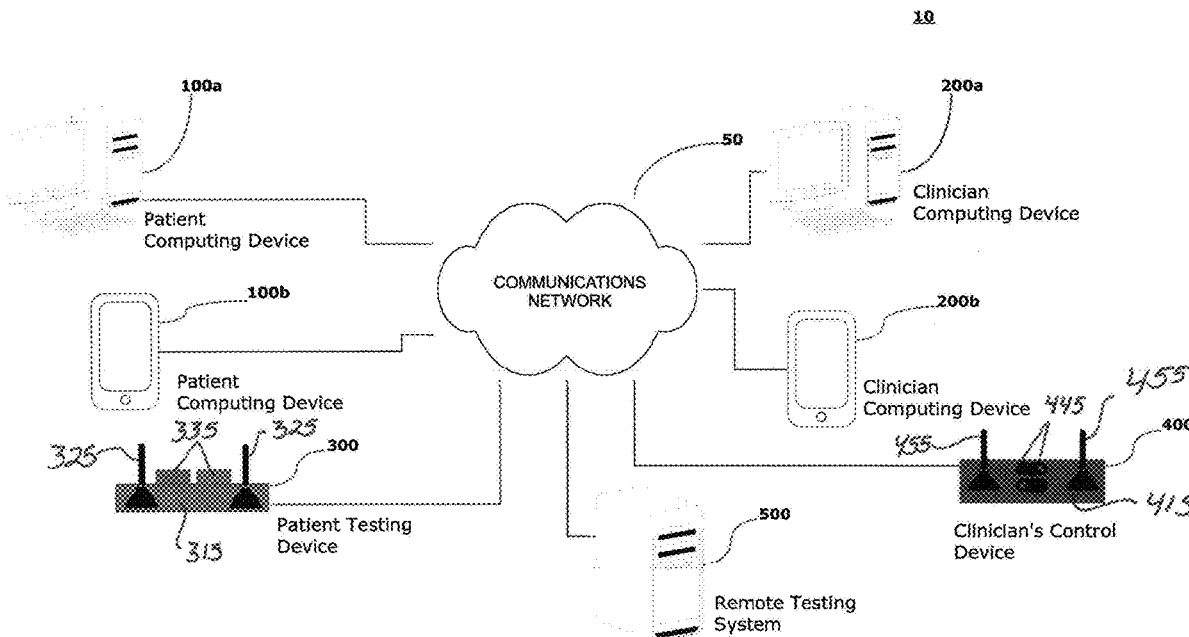 10
100a
200a
50
Patient
Computing Device
Clinician
Computing Device
COMMUNICATIONS
NETWORK
100b
200b
Patient
Computing Device
Clinician
Computing Device
325
335
325
300
455
445
455
400
315
Patient Testing
Device
415
Clinician's Control
Device
500
Remote Testing
System